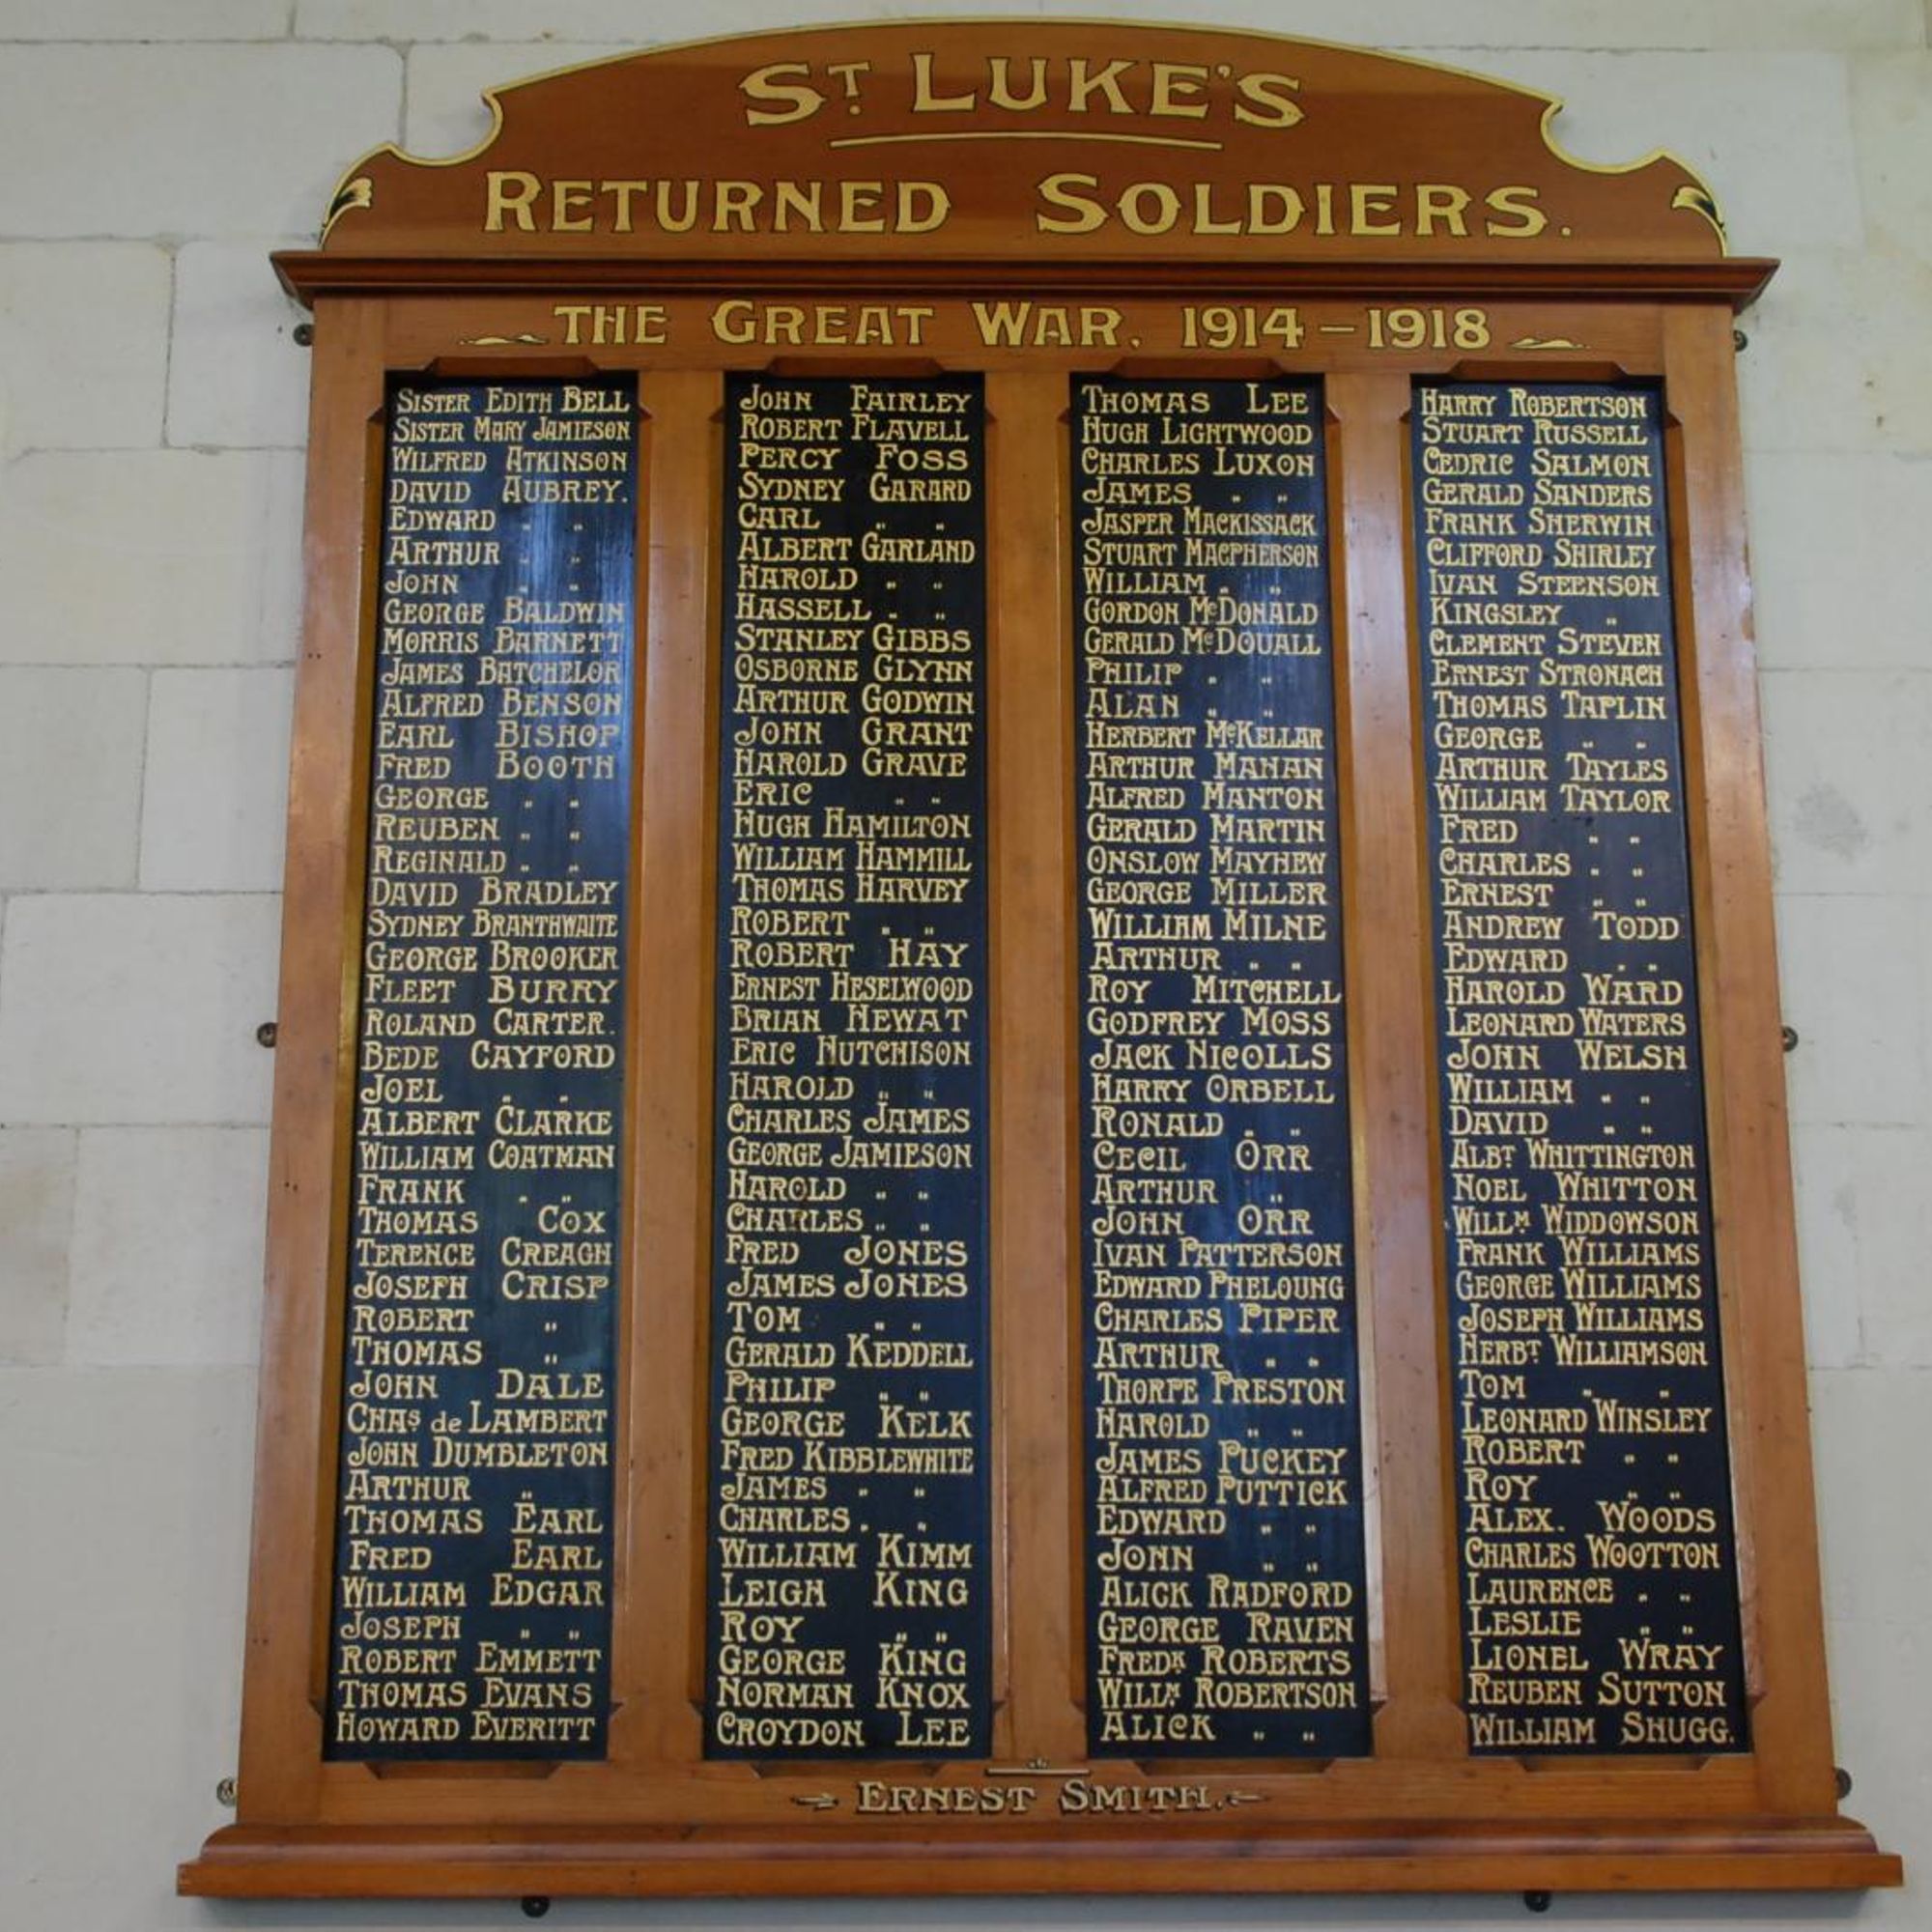 ST. LUKE'S
RETURNED SOLDIERS.
THE GREAT WAR, 1914-1918
SISTER EDITH BELL
SISTER MARY JAMIESON
WILFRED ATKINSON
DAVID AUBREY.
EDWARD " "
ARTHUR " "
JOHN " "
GEORGE BALDWIN
MORRIS BARNETT
JAMES BATCHELOR
ALFRED BENSON
EARL BISHOP
FRED BOOTH
GEORGE " "
REUBEN " "
REGINALD " "
DAVID BRADLEY
SYDNEY BRANTHWAITE
GEORGE BROOKER
FLEET BURRY
ROLAND CARTER.
BEDE CAYFORD
JOEL " "
ALBERT CLARKE
WILLIAM COATMAN
FRANK " "
THOMAS COX
TERENCE CREAGH
JOSEPH CRISP
ROBERT "
THOMAS "
JOHN DALE
CHAS de LAMBERT
JOHN DUMBLETON
ARTHUR "
THOMAS EARL
FRED EARL
WILLIAM EDGAR
JOSEPH " "
ROBERT EMMETT
THOMAS EVANS
HOWARD EVERITT
JOHN FAIRLEY
ROBERT FLAVELL
PERCY FOSS
SYDNEY GARARD
CARL " "
ALBERT GARLAND
HAROLD " "
HASSELL " "
STANLEY GIBBS
OSBORNE GLYNN
ARTHUR GODWIN
JOHN GRANT
HAROLD GRAVE
ERIC " "
HUGH HAMILTON
WILLIAM HAMMILL
THOMAS HARVEY
ROBERT " "
ROBERT HAY
ERNEST HESELWOOD
BRIAN HEWAT
ERIC HUTCHISON
HAROLD " "
CHARLES JAMES
GEORGE JAMIESON
HAROLD " "
CHARLES " "
FRED JONES
JAMES JONES
TOM " "
GERALD KEDDELL
PHILIP " "
GEORGE KELK
FRED KIBBLEWHITE
JAMES " "
CHARLES " "
WILLIAM KIMM
LEIGH KING
ROY " "
GEORGE KING
NORMAN KNOX
CROYDON LEE
THOMAS LEE
HUGH LIGHTWOOD
CHARLES LUXON
JAMES " "
JASPER MACKISSACK
STUART MACPHERSON
WILLIAM " "
GORDON McDONALD
GERALD McDOUALL
PHILIP " "
ALAN " "
HERBERT McKELLAR
ARTHUR MAHAN
ALFRED MANTON
GERALD MARTIN
ONSLOW MAYHEW
GEORGE MILLER
WILLIAM MILNE
ARTHUR " "
ROY MITCHELL
GODFREY MOSS
JACK NICOLLS
HARRY ORBELL
RONALD " "
CECIL ORR
ARTHUR "
JOHN ORR
IVAN PATTERSON
EDWARD PHELOUNG
CHARLES PIPER
ARTHUR " "
THORPE PRESTON
HAROLD " "
JAMES PUCKEY
ALFRED PUTTICK
EDWARD " "
JOHN " "
ALICK RADFORD
GEORGE RAVEN
FREDK ROBERTS
WILLM ROBERTSON
ALICK " "
HARRY ROBERTSON
STUART RUSSELL
CEDRIC SALMON
GERALD SANDERS
FRANK SHERWIN
CLIFFORD SHIRLEY
IVAN STEENSON
KINGSLEY "
CLEMENT STEVEN
ERNEST STRONACH
THOMAS TAPLIN
GEORGE " "
ARTHUR TAYLES
WILLIAM TAYLOR
FRED " "
CHARLES " "
ERNEST " "
ANDREW TODD
EDWARD " "
HAROLD WARD
LEONARD WATERS
JOHN WELSH
WILLIAM " "
DAVID " "
ALBT WHITTINGTON
NOEL WHITTON
WILLM WIDDOWSON
FRANK WILLIAMS
GEORGE WILLIAMS
JOSEPH WILLIAMS
HERBT WILLIAMSON
TOM " "
LEONARD WINSLEY
ROBERT " "
ROY " "
ALEX. WOODS
CHARLES WOOTTON
LAURENCE " "
LESLIE " "
LIONEL WRAY
REUBEN SUTTON
WILLIAM SHUGG.
ERNEST SMITH.